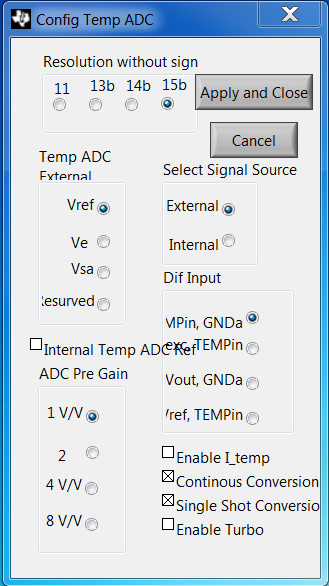 Config Temp ADC
Resolution without sign
11 13b 14b 15b
Apply and Close
Cancel
Temp ADC
External
Select Signal Source
Vref
External
Ve
Internal
Vsa
Dif Input
Resurved
MPin, GNDa
Internal Temp ADC Ref
exc, TEMPin
ADC Pre Gain
Vout, GNDa
1 V/V
Vref, TEMPin
2
Enable I_temp
4 V/V
Continous Conversion
Single Shot Conversio
8 V/V
Enable Turbo